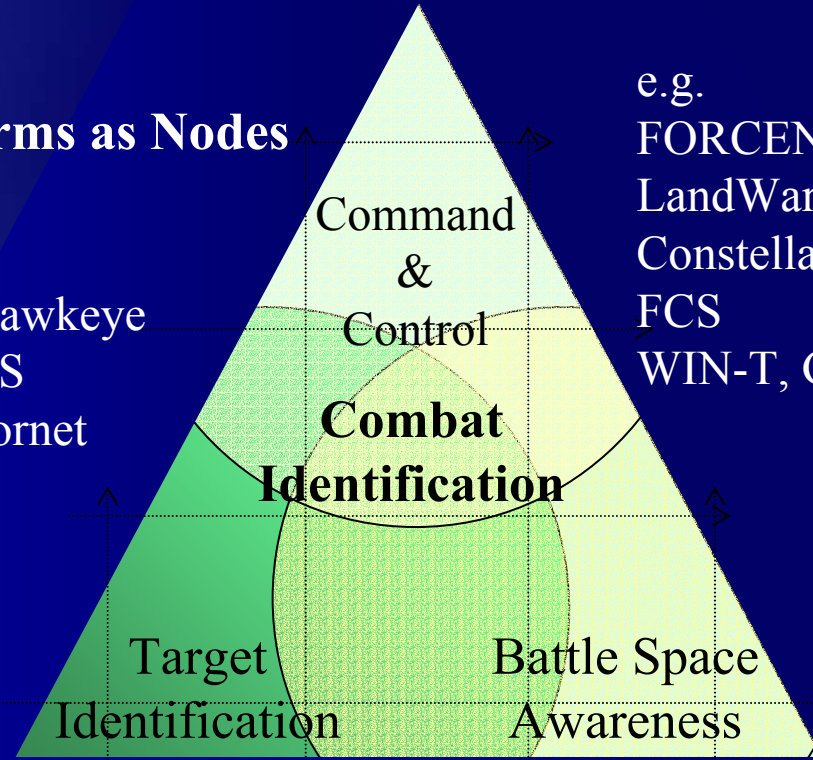 rms as Nodes
awkeye
S
ornet
Command
&
Control
Combat
Identification
Target
Identification
Battle Space
Awareness
e.g.
FORCEN
LandWar
Constella
FCS
WIN-T,